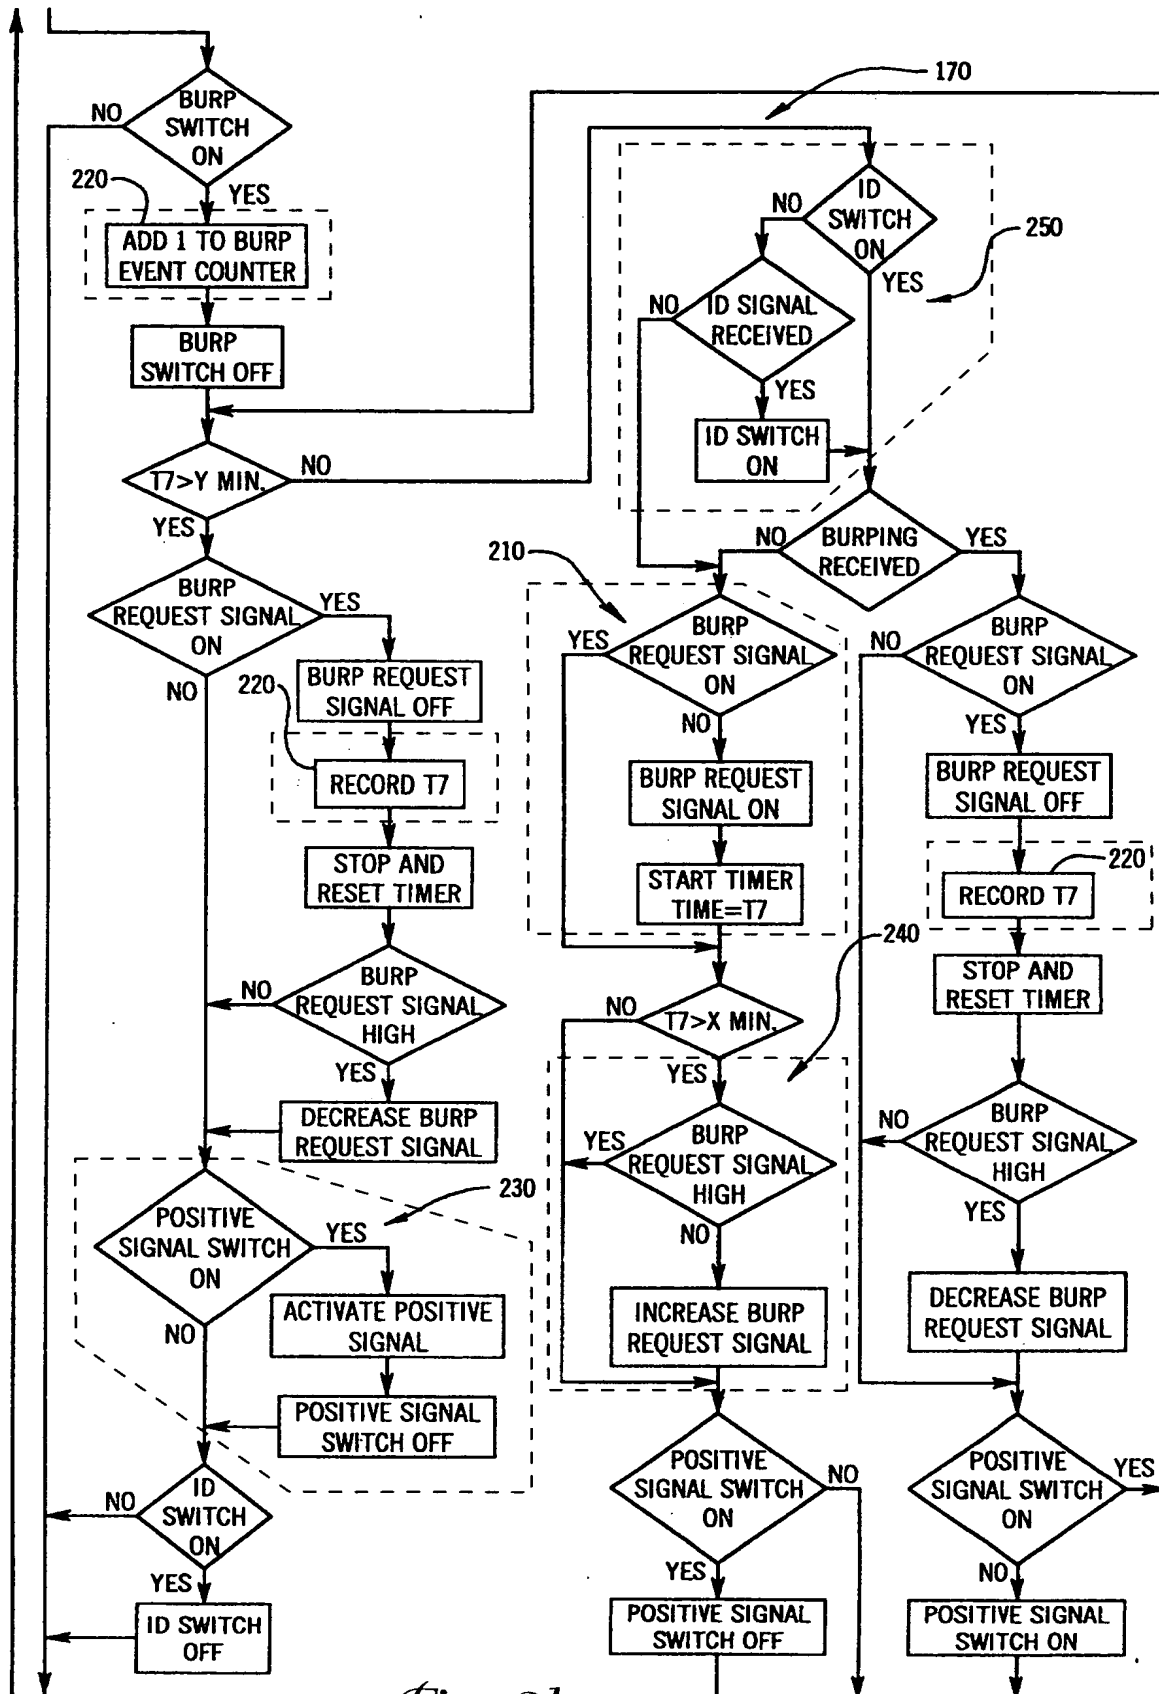 NO
BURP
SWITCH
ON
YES
220
ADD 1 TO BURP
EVENT COUNTER
BURP
SWITCH OFF
T7>Y MIN.
NO
YES
BURP
REQUEST SIGNAL
ON
YES
NO
BURP REQUEST
SIGNAL OFF
220
RECORD T7
STOP AND
RESET TIMER
BURP
REQUEST SIGNAL
HIGH
NO
YES
DECREASE BURP
REQUEST SIGNAL
230
POSITIVE
SIGNAL SWITCH
ON
YES
NO
ACTIVATE POSITIVE
SIGNAL
POSITIVE SIGNAL
SWITCH OFF
ID
SWITCH
ON
NO
YES
ID SWITCH
OFF
170
ID
SWITCH
ON
NO
YES
250
ID SIGNAL
RECEIVED
NO
YES
ID SWITCH
ON
BURPING
RECEIVED
NO
YES
210
BURP
REQUEST SIGNAL
ON
YES
NO
BURP REQUEST
SIGNAL ON
START TIMER
TIME=T7
240
T7>X MIN.
NO
YES
BURP
REQUEST SIGNAL
HIGH
YES
NO
INCREASE BURP
REQUEST SIGNAL
POSITIVE
SIGNAL SWITCH
ON
NO
YES
POSITIVE SIGNAL
SWITCH OFF
BURP
REQUEST SIGNAL
ON
NO
YES
BURP REQUEST
SIGNAL OFF
220
RECORD T7
STOP AND
RESET TIMER
BURP
REQUEST SIGNAL
HIGH
NO
YES
DECREASE BURP
REQUEST SIGNAL
POSITIVE
SIGNAL SWITCH
ON
YES
NO
POSITIVE SIGNAL
SWITCH ON